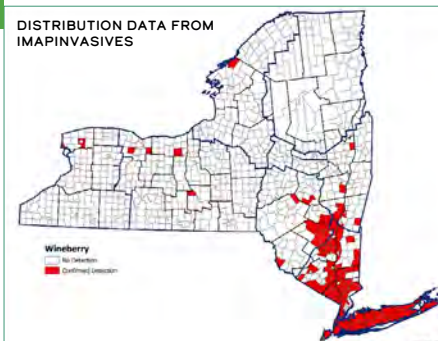 DISTRIBUTION DATA FROM
IMAPINVASIVES
Wineberry
No Detection
Confirmed Detection